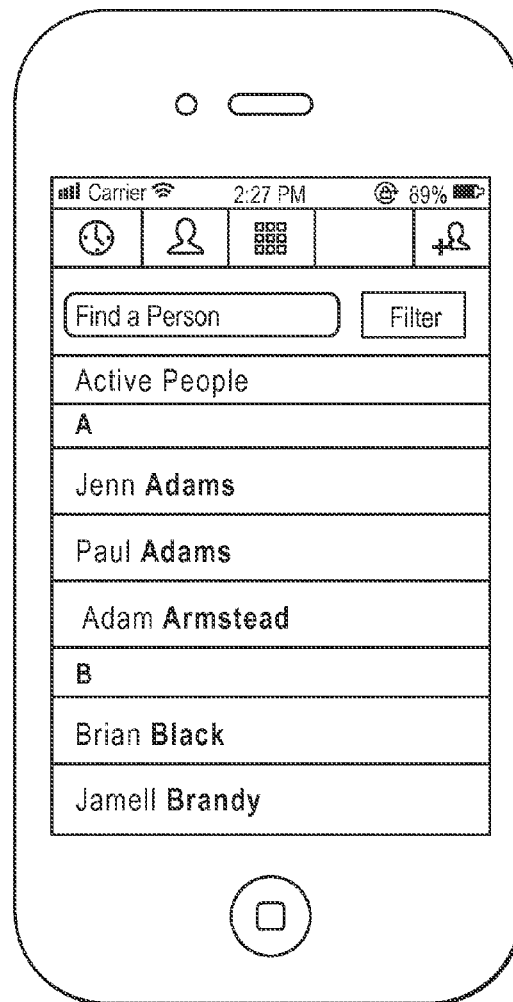 Carrier 2:27 PM 89%
Find a Person Filter
Active People
A
Jenn Adams
Paul Adams
Adam Armstead
B
Brian Black
Jamell Brandy